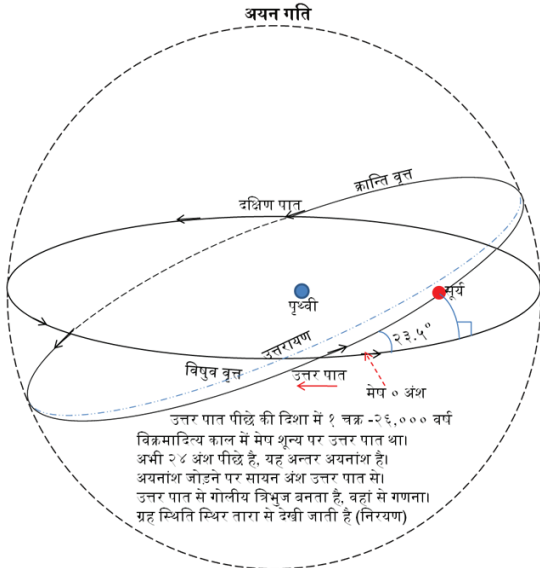 अयन गति
क्रान्ति वृत्त
दक्षिण पात
पृथ्वी
सूर्य
२३.५°
उत्तरायण
विषुव वृत्त
उत्तर पात
मेष ० अंश
उत्तर पात पीछे की दिशा में १ चक्र -२६,००० वर्ष
विक्रमादित्य काल में मेष शून्य पर उत्तर पात था।
अभी २४ अंश पीछे है, यह अन्तर अयनांश है।
अयनांश जोड़ने पर सायन अंश उत्तर पात से।
उत्तर पात से गोलीय त्रिभुज बनता है, वहां से गणना।
ग्रह स्थिति स्थिर तारा से देखी जाती है (निरयण)